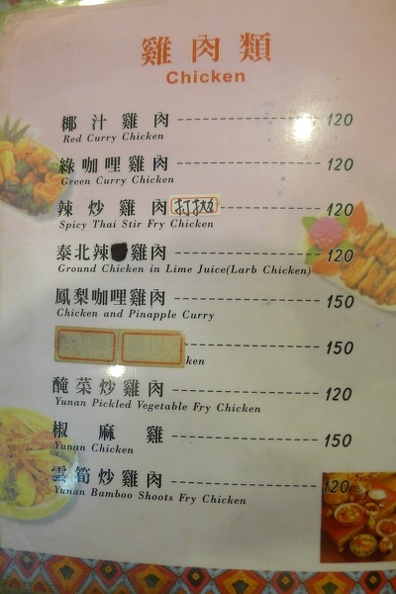 雞肉類
Chicken
椰汁雞肉 120
Red Curry Chicken
綠咖哩雞肉 120
Green Curry Chicken
辣炒雞肉 打拋 120
Spicy Thai Stir Fry Chicken
泰北辣 雞肉 120
Ground Chicken in Lime Juice(Larb Chicken)
鳳梨咖哩雞肉 150
Chicken and Pinapple Curry
150
ken
醃菜炒雞肉 120
Yunan Pickled Vegetable Fry Chicken
椒麻雞 150
Yunan Chicken
雲筍炒雞肉 120
Yunan Bamboo Shoots Fry Chicken